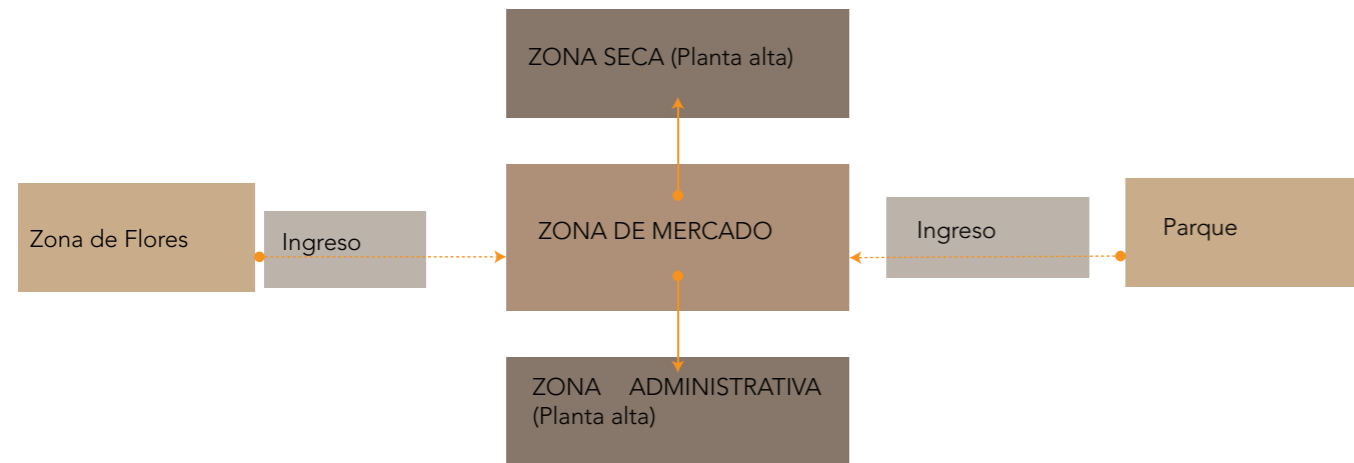 ZONA SECA (Planta alta)
Zona de Flores
Ingreso
ZONA DE MERCADO
Ingreso
Parque
ZONA ADMINISTRATIVA
(Planta alta)